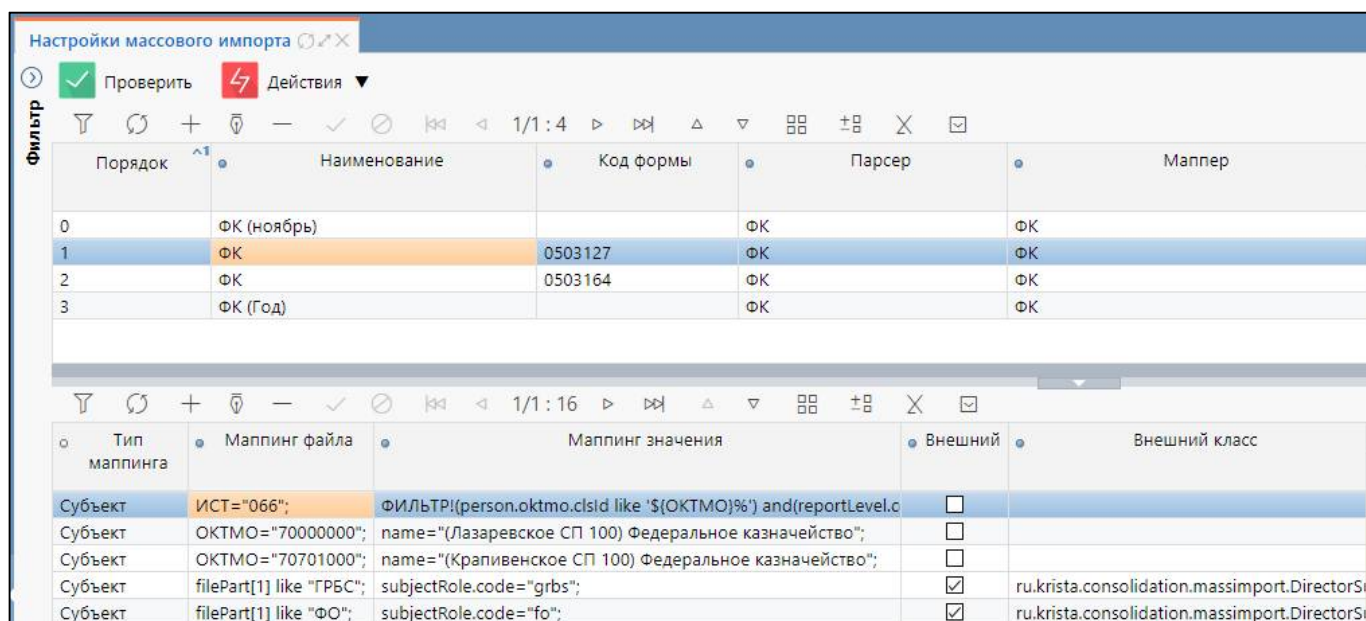 Настройки массового импорта
Фильтр
Проверить Действия ▼
1/1 : 4
Порядок ^1 Наименование Код формы Парсер Маппер
0 ФК (ноябрь) ФК ФК
1 ФК 0503127 ФК ФК
2 ФК 0503164 ФК ФК
3 ФК (Год) ФК ФК
1/1 : 16
Тип маппинга Маппинг файла Маппинг значения Внешний Внешний класс
Субъект ИСТ="066"; ФИЛЬТР!(person.oktmo.clsId like '${ОКТМО}%') and(reportLevel.c
Субъект ОКТМО="70000000"; name="(Лазаревское СП 100) Федеральное казначейство";
Субъект ОКТМО="70701000"; name="(Крапивенское СП 100) Федеральное казначейство";
Субъект filePart[1] like "ГРБС"; subjectRole.code="grbs"; ru.krista.consolidation.massimport.DirectorSu
Субъект filePart[1] like "ФО"; subjectRole.code="fo"; ru.krista.consolidation.massimport.DirectorSu